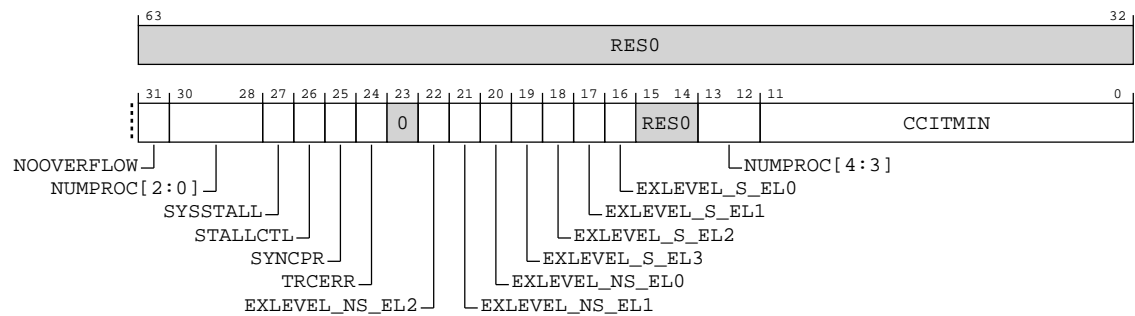 63 32
RES0
31 30 28 27 26 25 24 23 22 21 20 19 18 17 16 15 14 13 12 11 0
0 RES0 CCITMIN
NOOVERFLOW NUMPROC[4:3]
NUMPROC[2:0] EXLEVEL_S_EL0
SYSSTALL EXLEVEL_S_EL1
STALLCTL EXLEVEL_S_EL2
SYNCPR EXLEVEL_S_EL3
TRCERR EXLEVEL_NS_EL0
EXLEVEL_NS_EL2 EXLEVEL_NS_EL1